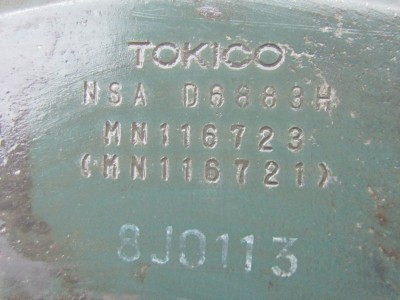 TOKICO
NSA D6883H
MN116723
(MN116721)
8J0113